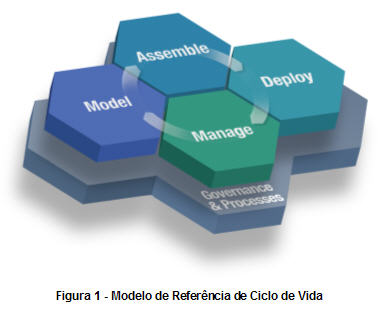 Assemble
Deploy
Model
Manage
Governance
& Processes
Figura 1 - Modelo de Referência de Ciclo de Vida